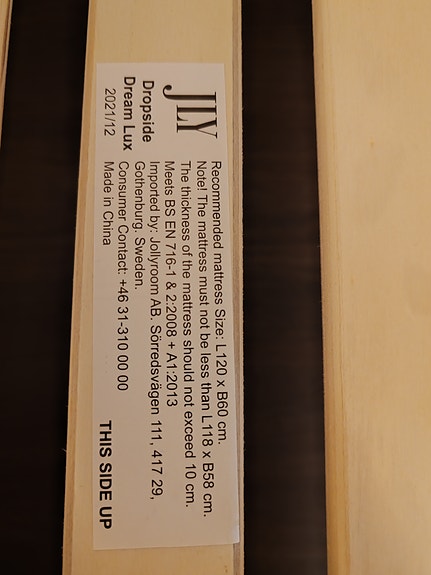 JLY
Dropside
Dream Lux
2021/12
Recommended mattress Size: L120 x B60 cm.
Note! The mattress must not be less than L118 x B58 cm.
The thickness of the mattress should not exceed 10 cm.
Meets BS EN 716-1 & 2:2008 + A1:2013
Imported by: Jollyroom AB. Sörredsvägen 111, 417 29,
Gothenburg. Sweden.
Consumer Contact: +46 31-310 00 00
Made in China
THIS SIDE UP